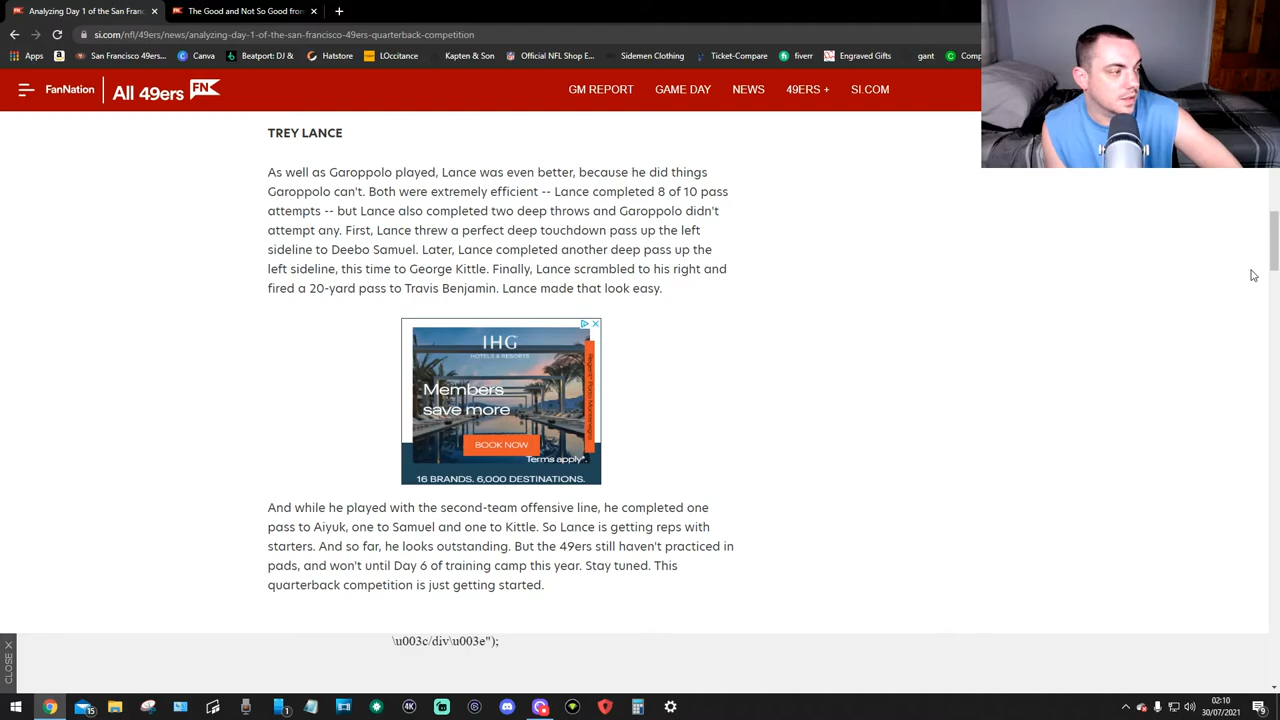 Analyzing Day 1 of the San Franc
The Good and Not So Good from
si.com/nfl/49ers/news/analyzing-day-1-of-the-san-francisco-49ers-quarterback-competition
Apps
San Francisco 49ers...
Canva
Beatport: DJ &...
Hatstore
LOccitance
Kapten & Son
Official NFL Shop E...
Sidemen Clothing
Ticket-Compare
fiverr
Engraved Gifts
gant
Comp
FanNation
All 49ers FN
GM REPORT
GAME DAY
NEWS
49ERS +
SI.COM
TREY LANCE
As well as Garoppolo played, Lance was even better, because he did things
Garoppolo can't. Both were extremely efficient -- Lance completed 8 of 10 pass
attempts -- but Lance also completed two deep throws and Garoppolo didn't
attempt any. First, Lance threw a perfect deep touchdown pass up the left
sideline to Deebo Samuel. Later, Lance completed another deep pass up the
left sideline, this time to George Kittle. Finally, Lance scrambled to his right and
fired a 20-yard pass to Travis Benjamin. Lance made that look easy.
IHG
HOTELS & RESORTS
Members
save more
BOOK NOW
Terms apply*.
16 BRANDS. 6,000 DESTINATIONS.
Regent® Porto Montenegro
And while he played with the second-team offensive line, he completed one
pass to Aiyuk, one to Samuel and one to Kittle. So Lance is getting reps with
starters. And so far, he looks outstanding. But the 49ers still haven't practiced in
pads, and won't until Day 6 of training camp this year. Stay tuned. This
quarterback competition is just getting started.
\u003c/div\u003e");
CLOSE X
15
1
4K
02:10
30/07/2021
9